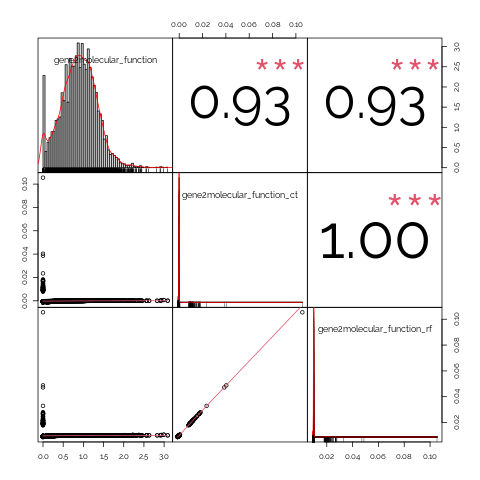 0.00 0.02 0.04 0.06 0.08 0.10
gene2molecular_function
***
0.93
***
0.93
0.0 0.5 1.0 1.5 2.0 2.5 3.0
0.00 0.02 0.04 0.06 0.08 0.10
gene2molecular_function_ct
***
1.00
gene2molecular_function_rf
0.02 0.04 0.06 0.08 0.10
0.0 0.5 1.0 1.5 2.0 2.5 3.0
0.02 0.04 0.06 0.08 0.10